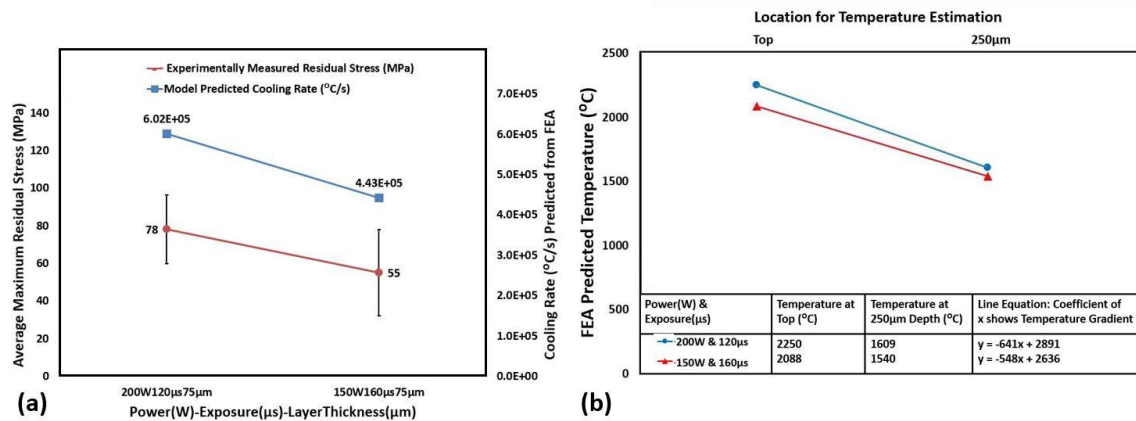 Experimentally Measured Residual Stress (MPa)
Model Predicted Cooling Rate (⁰C/s)
Average Maximum Residual Stress (MPa)
140
120
100
80
60
40
20
0
6.02E+05
4.43E+05
78
55
7.0E+05
6.0E+05
5.0E+05
4.0E+05
3.0E+05
2.0E+05
1.0E+05
0.0E+00
Cooling Rate (⁰C/s) Predicted from FEA
200W120µs75µm
150W160µs75µm
Power(W)-Exposure(µs)-LayerThickness(µm)
(a)
Location for Temperature Estimation
Top
250µm
FEA Predicted Temperature (⁰C)
2500
2000
1500
1000
500
0
Power(W) &
Exposure(µs)
Temperature at
Top (⁰C)
Temperature at
250µm Depth (⁰C)
Line Equation: Coefficient of
x shows Temperature Gradient
200W & 120µs
2250
1609
y = -641x + 2891
150W & 160µs
2088
1540
y = -548x + 2636
(b)